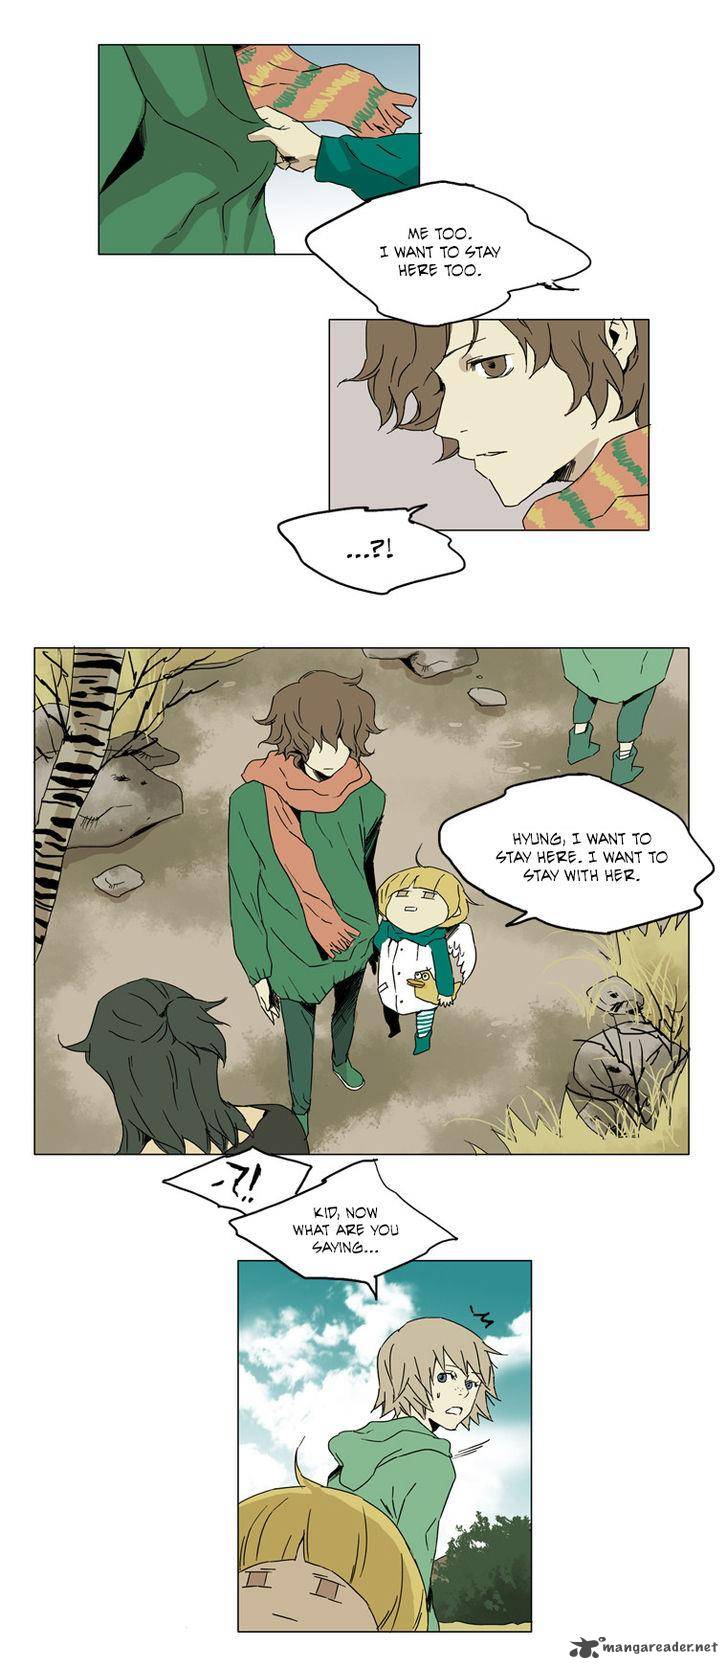 ME TOO.
I WANT TO STAY
HERE TOO.
...?!
HYUNG, I WANT TO
STAY HERE. I WANT TO
STAY WITH HER.
-?!
KID, NOW
WHAT ARE YOU
SAYING...
mangareader.net